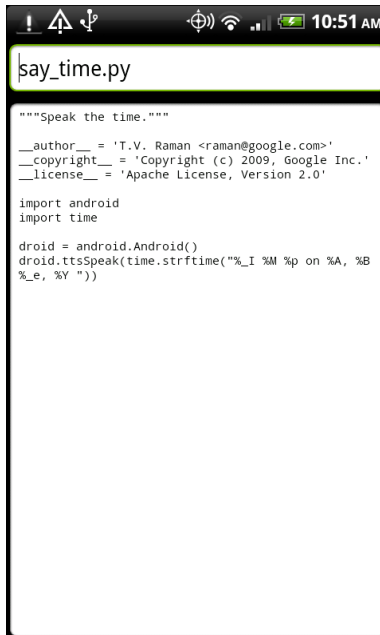 10:51 AM
say_time.py
"""Speak the time."""
__author__ = 'T.V. Raman <raman@google.com>'
__copyright__ = 'Copyright (c) 2009, Google Inc.'
__license__ = 'Apache License, Version 2.0'
import android
import time
droid = android.Android()
droid.ttsSpeak(time.strftime("%_I %M %p on %A, %B
%_e, %Y "))